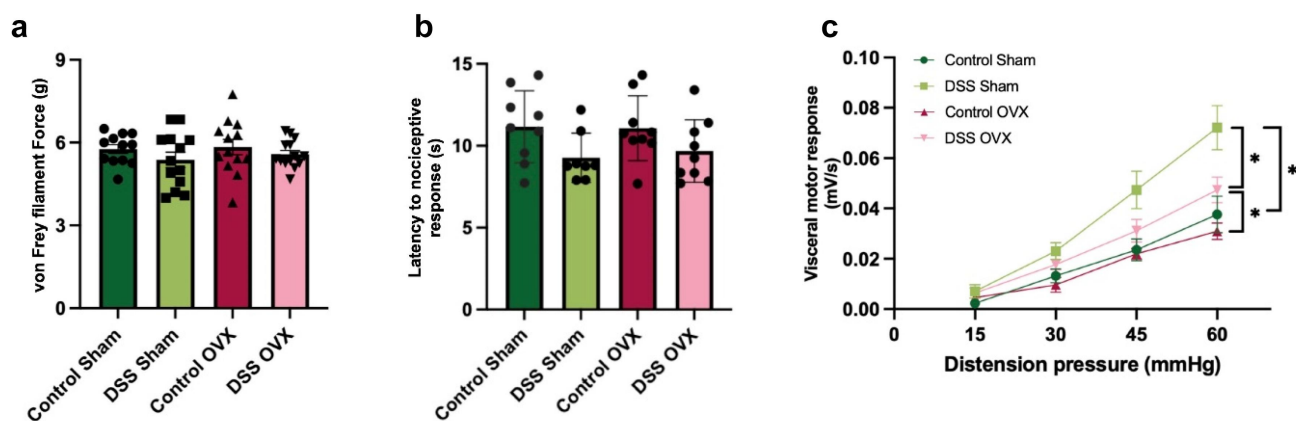 a
von Frey filament Force (g)
9
6
3
0
Control Sham
DSS Sham
Control OVX
DSS OVX
b
Latency to nociceptive
response (s)
15
10
5
0
Control Sham
DSS Sham
Control OVX
DSS OVX
c
Visceral motor response
(mV/s)
0.10
0.08
0.06
0.04
0.02
0.00
0
15
30
45
60
Distension pressure (mmHg)
Control Sham
DSS Sham
Control OVX
DSS OVX
*
*
*